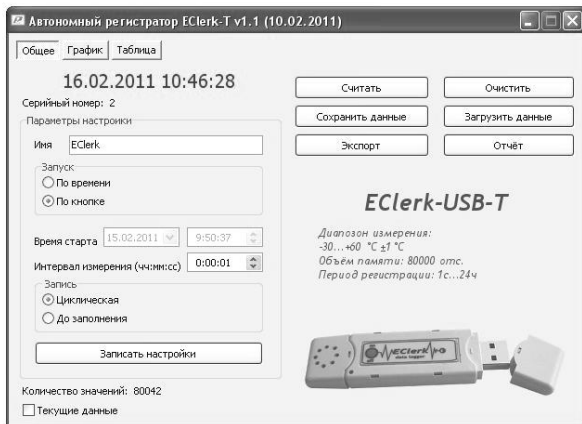 Автономный регистратор EClerk-T v1.1 (10.02.2011)
Общее График Таблица
16.02.2011 10:46:28
Серийный номер: 2
Параметры настройки
Имя EClerk
Запуск
По времени
По кнопке
Время старта 15.02.2011 9:50:37
Интервал измерения (чч:мм:сс) 0:00:01
Запись
Циклическая
До заполнения
Записать настройки
Количество значений: 80042
Текущие данные
Считать Очистить
Сохранить данные Загрузить данные
Экспорт Отчёт
EClerk-USB-T
Диапазон измерения:
-30...+60 °C ±1 °C
Объём памяти: 80000 отс.
Период регистрации: 1с...24ч
EClerk
data logger